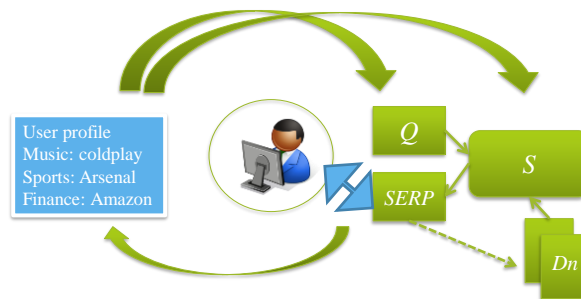 User profile
Music: coldplay
Sports: Arsenal
Finance: Amazon
Q
S
SERP
Dn